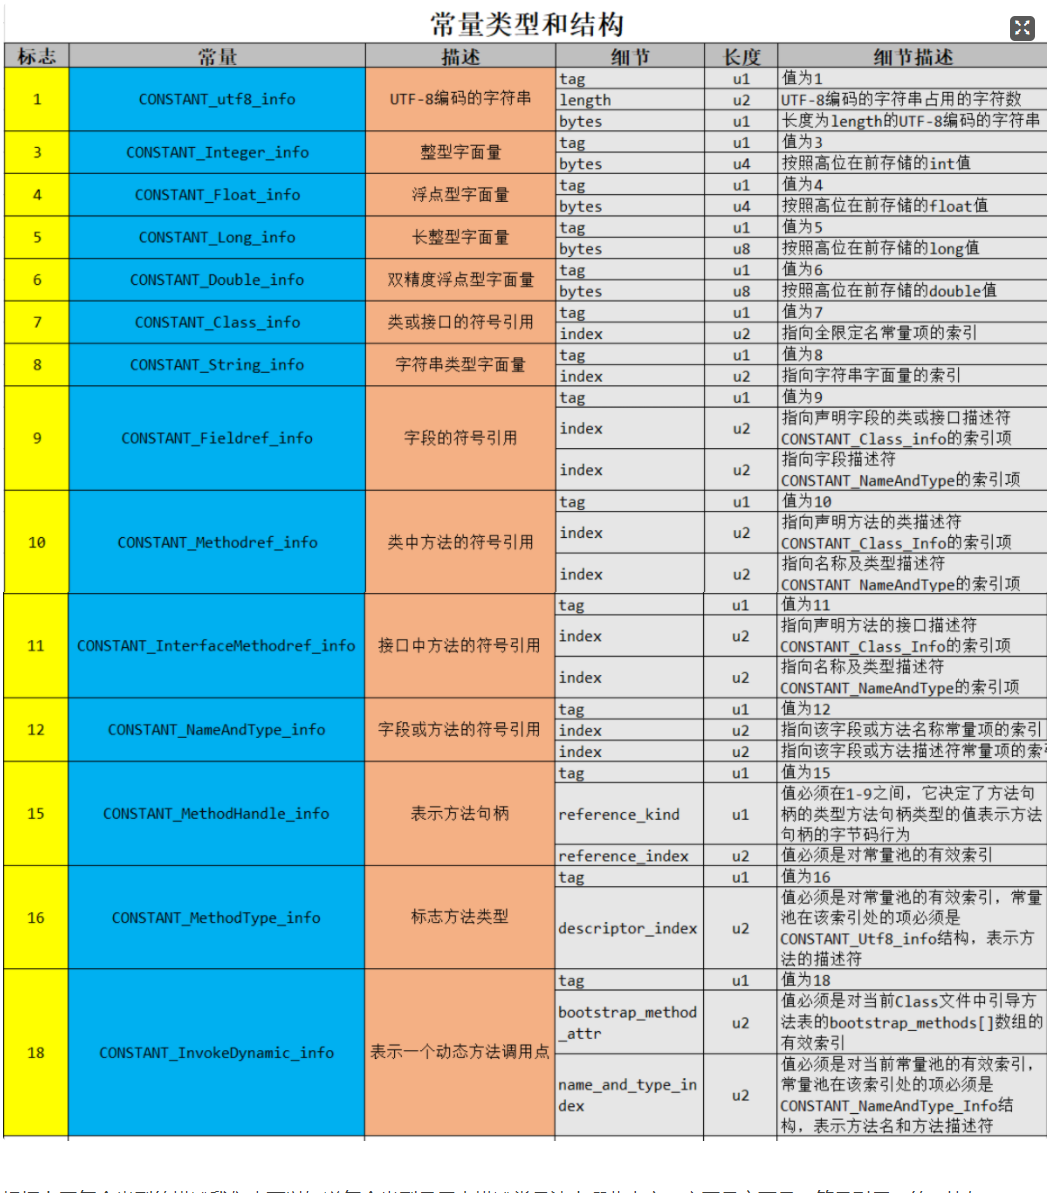 常量类型和结构
标志 常量 描述 细节 长度 细节描述
1 CONSTANT_utf8_info UTF-8编码的字符串
tag u1 值为1
length u2 UTF-8编码的字符串占用的字符数
bytes u1 长度为length的UTF-8编码的字符串
3 CONSTANT_Integer_info 整型字面量
tag u1 值为3
bytes u4 按照高位在前存储的int值
4 CONSTANT_Float_info 浮点型字面量
tag u1 值为4
bytes u4 按照高位在前存储的float值
5 CONSTANT_Long_info 长整型字面量
tag u1 值为5
bytes u8 按照高位在前存储的long值
6 CONSTANT_Double_info 双精度浮点型字面量
tag u1 值为6
bytes u8 按照高位在前存储的double值
7 CONSTANT_Class_info 类或接口的符号引用
tag u1 值为7
index u2 指向全限定名常量项的索引
8 CONSTANT_String_info 字符串类型字面量
tag u1 值为8
index u2 指向字符串字面量的索引
9 CONSTANT_Fieldref_info 字段的符号引用
tag u1 值为9
index u2 指向声明字段的类或接口描述符
CONSTANT_Class_info的索引项
index u2 指向字段描述符
CONSTANT_NameAndType的索引项
10 CONSTANT_Methodref_info 类中方法的符号引用
tag u1 值为10
index u2 指向声明方法的类描述符
CONSTANT_Class_Info的索引项
index u2 指向名称及类型描述符
CONSTANT_NameAndType的索引项
11 CONSTANT_InterfaceMethodref_info 接口中方法的符号引用
tag u1 值为11
index u2 指向声明方法的接口描述符
CONSTANT_Class_Info的索引项
index u2 指向名称及类型描述符
CONSTANT_NameAndType的索引项
12 CONSTANT_NameAndType_info 字段或方法的符号引用
tag u1 值为12
index u2 指向该字段或方法名称常量项的索引
index u2 指向该字段或方法描述符常量项的索
15 CONSTANT_MethodHandle_info 表示方法句柄
tag u1 值为15
reference_kind u1 值必须在1-9之间，它决定了方法句
柄的类型方法句柄类型的值表示方法
句柄的字节码行为
reference_index u2 值必须是对常量池的有效索引
16 CONSTANT_MethodType_info 标志方法类型
tag u1 值为16
descriptor_index u2 值必须是对常量池的有效索引，常量
池在该索引处的项必须是
CONSTANT_Utf8_info结构，表示方
法的描述符
18 CONSTANT_InvokeDynamic_info 表示一个动态方法调用点
tag u1 值为18
bootstrap_method
_attr u2 值必须是对当前Class文件中引导方
法表的bootstrap_methods[]数组的
有效索引
name_and_type_in
dex u2 值必须是对当前常量池的有效索引，
常量池在该索引处的项必须是
CONSTANT_NameAndType_Info结
构，表示方法名和方法描述符